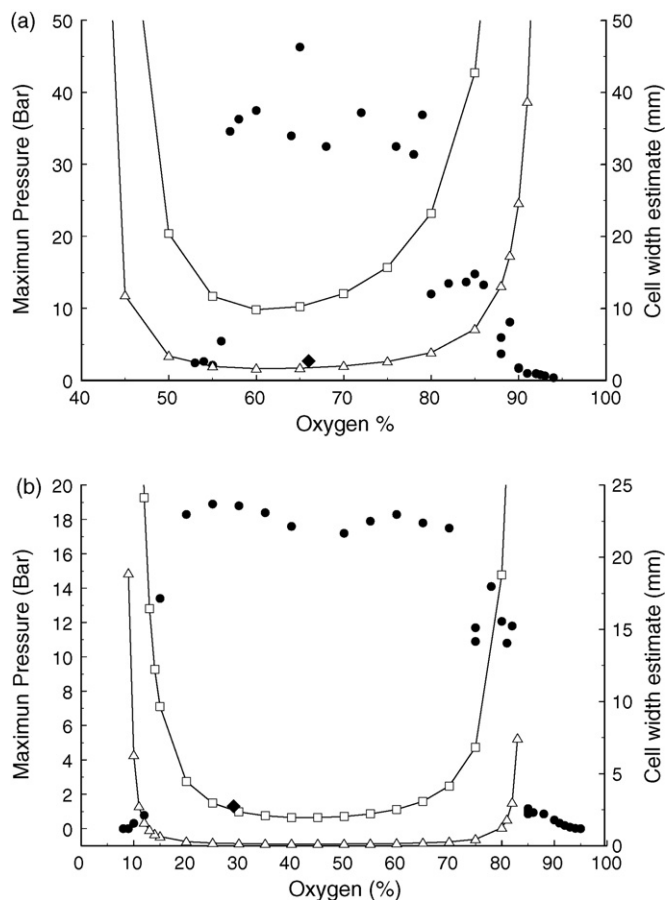 (a)
50
40
30
20
10
0
Maximun Pressure (Bar)
50
40
30
20
10
0
Cell width estimate (mm)
40 50 60 70 80 90 100
Oxygen %
(b)
20
18
16
14
12
10
8
6
4
2
0
Maximun Pressure (Bar)
25
20
15
10
5
0
Cell width estimate (mm)
0 10 20 30 40 50 60 70 80 90 100
Oxygen (%)